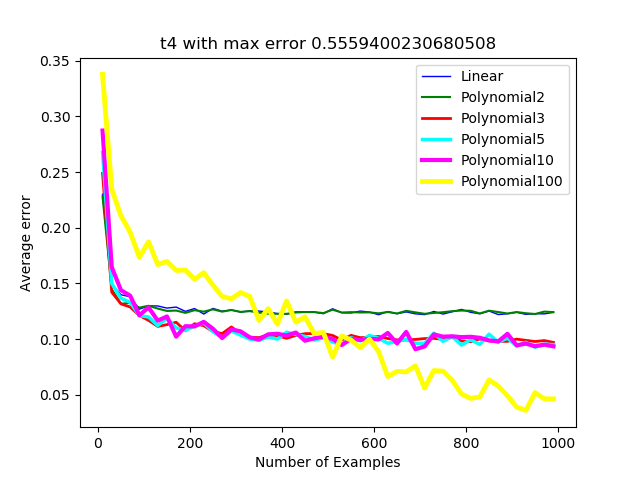 t4 with max error 0.5559400230680508
Linear
Polynomial2
Polynomial3
Polynomial5
Polynomial10
Polynomial100
0.35
0.30
0.25
0.20
0.15
0.10
0.05
Average error
0
200
400
600
800
1000
Number of Examples